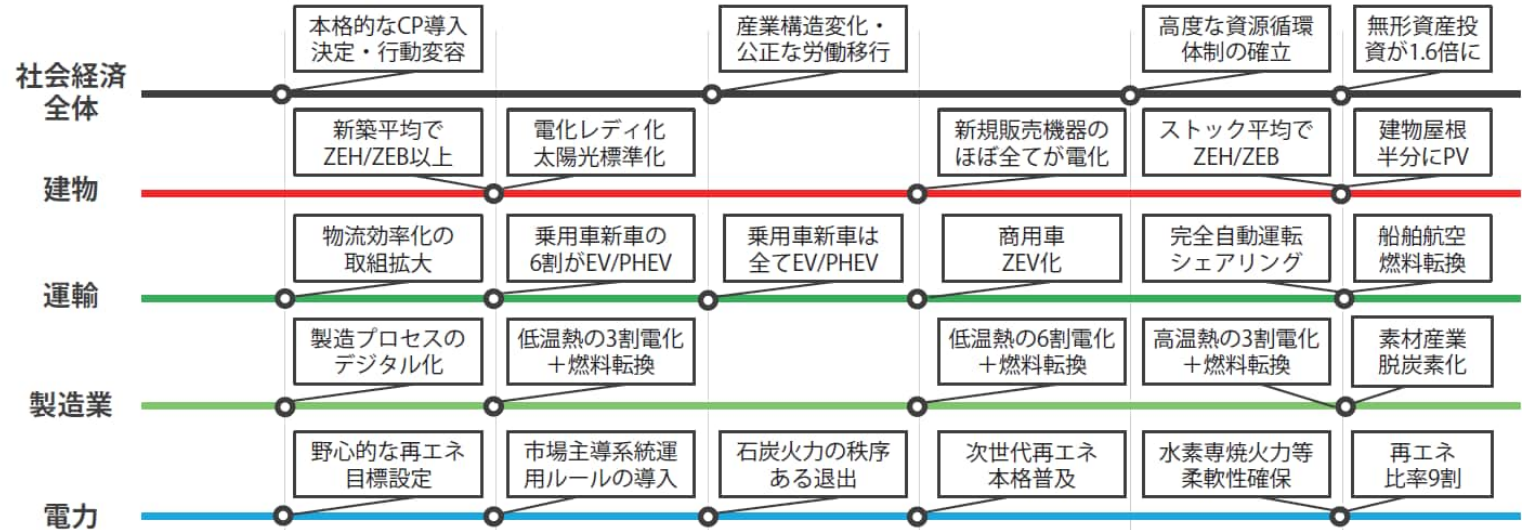 社会経済
全体
本格的なCP導入
決定・行動変容
産業構造変化・
公正な労働移行
高度な資源循環
体制の確立
無形資産投
資が1.6倍に
建物
新築平均で
ZEH/ZEB以上
電化レディ化
太陽光標準化
新規販売機器の
ほぼ全てが電化
ストック平均で
ZEH/ZEB
建物屋根
半分にPV
運輸
物流効率化の
取組拡大
乗用車新車の
6割がEV/PHEV
乗用車新車は
全てEV/PHEV
商用車
ZEV化
完全自動運転
シェアリング
船舶航空
燃料転換
製造業
製造プロセスの
デジタル化
低温熱の3割電化
＋燃料転換
低温熱の6割電化
＋燃料転換
高温熱の3割電化
＋燃料転換
素材産業
脱炭素化
電力
野心的な再エネ
目標設定
市場主導系統運
用ルールの導入
石炭火力の秩序
ある退出
次世代再エネ
本格普及
水素専焼火力等
柔軟性確保
再エネ
比率9割